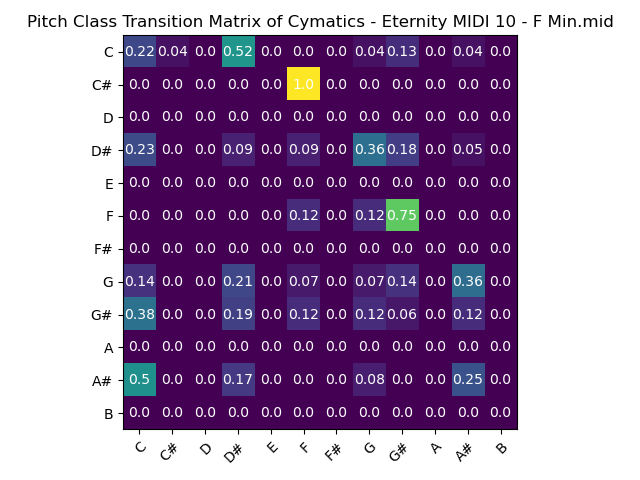 Pitch Class Transition Matrix of Cymatics - Eternity MIDI 10 - F Min.mid
C 0.22 0.04 0.0 0.52 0.0 0.0 0.0 0.04 0.13 0.0 0.04 0.0
C# 0.0 0.0 0.0 0.0 0.0 1.0 0.0 0.0 0.0 0.0 0.0 0.0
D 0.0 0.0 0.0 0.0 0.0 0.0 0.0 0.0 0.0 0.0 0.0 0.0
D# 0.23 0.0 0.0 0.09 0.0 0.09 0.0 0.36 0.18 0.0 0.05 0.0
E 0.0 0.0 0.0 0.0 0.0 0.0 0.0 0.0 0.0 0.0 0.0 0.0
F 0.0 0.0 0.0 0.0 0.0 0.12 0.0 0.12 0.75 0.0 0.0 0.0
F# 0.0 0.0 0.0 0.0 0.0 0.0 0.0 0.0 0.0 0.0 0.0 0.0
G 0.14 0.0 0.0 0.21 0.0 0.07 0.0 0.07 0.14 0.0 0.36 0.0
G# 0.38 0.0 0.0 0.19 0.0 0.12 0.0 0.12 0.06 0.0 0.12 0.0
A 0.0 0.0 0.0 0.0 0.0 0.0 0.0 0.0 0.0 0.0 0.0 0.0
A# 0.5 0.0 0.0 0.17 0.0 0.0 0.0 0.08 0.0 0.0 0.25 0.0
B 0.0 0.0 0.0 0.0 0.0 0.0 0.0 0.0 0.0 0.0 0.0 0.0
C C# D D# E F F# G G# A A# B